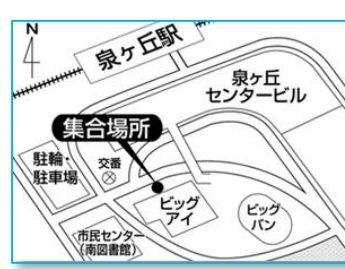 N
泉ヶ丘駅
泉ヶ丘
センタービル
集合場所
駐輪・
駐車場
交番
ビッグ
アイ
ビッグ
バン
市民センター
(南図書館)